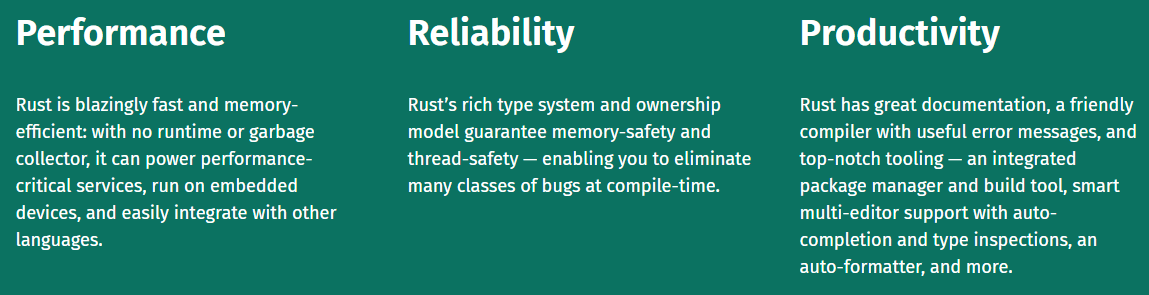 Performance
Rust is blazingly fast and memory-
efficient: with no runtime or garbage
collector, it can power performance-
critical services, run on embedded
devices, and easily integrate with other
languages.
Reliability
Rust’s rich type system and ownership
model guarantee memory-safety and
thread-safety — enabling you to eliminate
many classes of bugs at compile-time.
Productivity
Rust has great documentation, a friendly
compiler with useful error messages, and
top-notch tooling — an integrated
package manager and build tool, smart
multi-editor support with auto-
completion and type inspections, an
auto-formatter, and more.